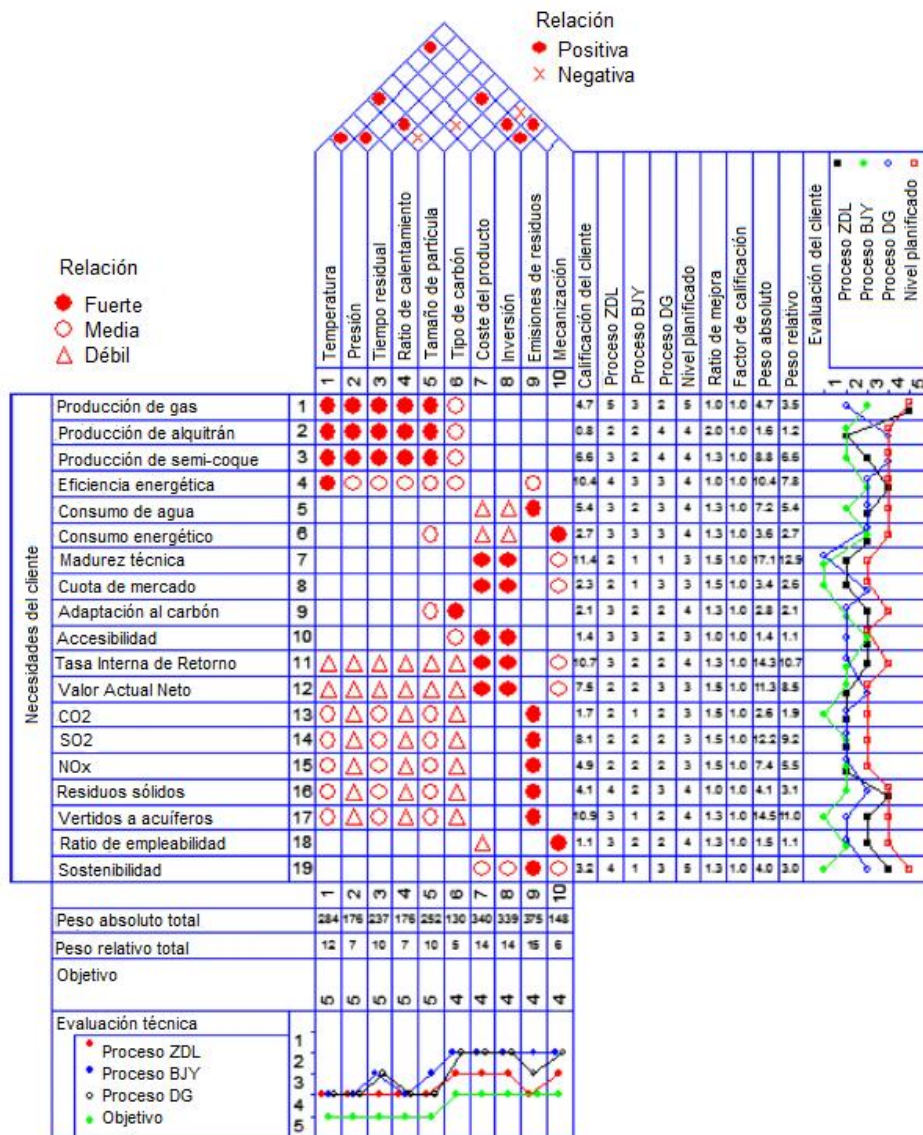 Relación
Positiva
Negativa
Relación
Fuerte
Media
Débil
Temperatura
Presión
Tiempo residual
Ratio de calentamiento
Tamaño de partícula
Tipo de carbón
Coste del producto
Inversión
Emisiones de residuos
Mecanización
Calificación del cliente
Proceso ZDL
Proceso BJY
Proceso DG
Nivel planificado
Ratio de mejora
Factor de calificación
Peso absoluto
Peso relativo
Evaluación del cliente
Proceso ZDL
Proceso BJY
Proceso DG
Nivel planificado
1 2 3 4 5 6 7 8 9 10
1 2 3 4 5
Necesidades del cliente
Producción de gas 1 4.7 5 3 2 5 1.0 1.0 4.7 3.5
Producción de alquitrán 2 0.8 2 2 4 4 2.0 1.0 1.6 1.2
Producción de semi-coque 3 6.6 3 2 4 4 1.3 1.0 8.8 6.6
Eficiencia energética 4 10.4 4 3 3 4 1.0 1.0 10.4 7.8
Consumo de agua 5 5.4 3 2 3 4 1.3 1.0 7.2 5.4
Consumo energético 6 2.7 3 3 3 4 1.3 1.0 3.6 2.7
Madurez técnica 7 11.4 2 1 1 3 1.5 1.0 17.1 12.9
Cuota de mercado 8 2.3 2 1 3 3 1.5 1.0 3.4 2.6
Adaptación al carbón 9 2.1 3 2 2 4 1.3 1.0 2.8 2.1
Accesibilidad 10 1.4 3 3 2 3 1.0 1.0 1.4 1.1
Tasa Interna de Retorno 11 10.7 3 2 2 4 1.3 1.0 14.3 10.7
Valor Actual Neto 12 7.5 2 2 3 3 1.5 1.0 11.3 8.5
CO2 13 1.7 2 1 2 3 1.5 1.0 2.6 1.9
SO2 14 8.1 2 2 2 3 1.5 1.0 12.2 9.2
NOx 15 4.9 2 2 2 3 1.5 1.0 7.4 5.5
Residuos sólidos 16 4.1 4 2 3 4 1.0 1.0 4.1 3.1
Vertidos a acuíferos 17 10.9 3 1 2 4 1.3 1.0 14.5 11.0
Ratio de empleabilidad 18 1.1 3 2 2 4 1.3 1.0 1.5 1.1
Sostenibilidad 19 3.2 4 1 3 5 1.3 1.0 4.0 3.0
1 2 3 4 5 6 7 8 9 10
Peso absoluto total 284 176 237 176 252 130 340 339 375 148
Peso relativo total 12 7 10 7 10 5 14 14 15 6
Objetivo 5 5 5 5 5 4 4 4 4 4
Evaluación técnica
Proceso ZDL
Proceso BJY
Proceso DG
Objetivo
1
2
3
4
5